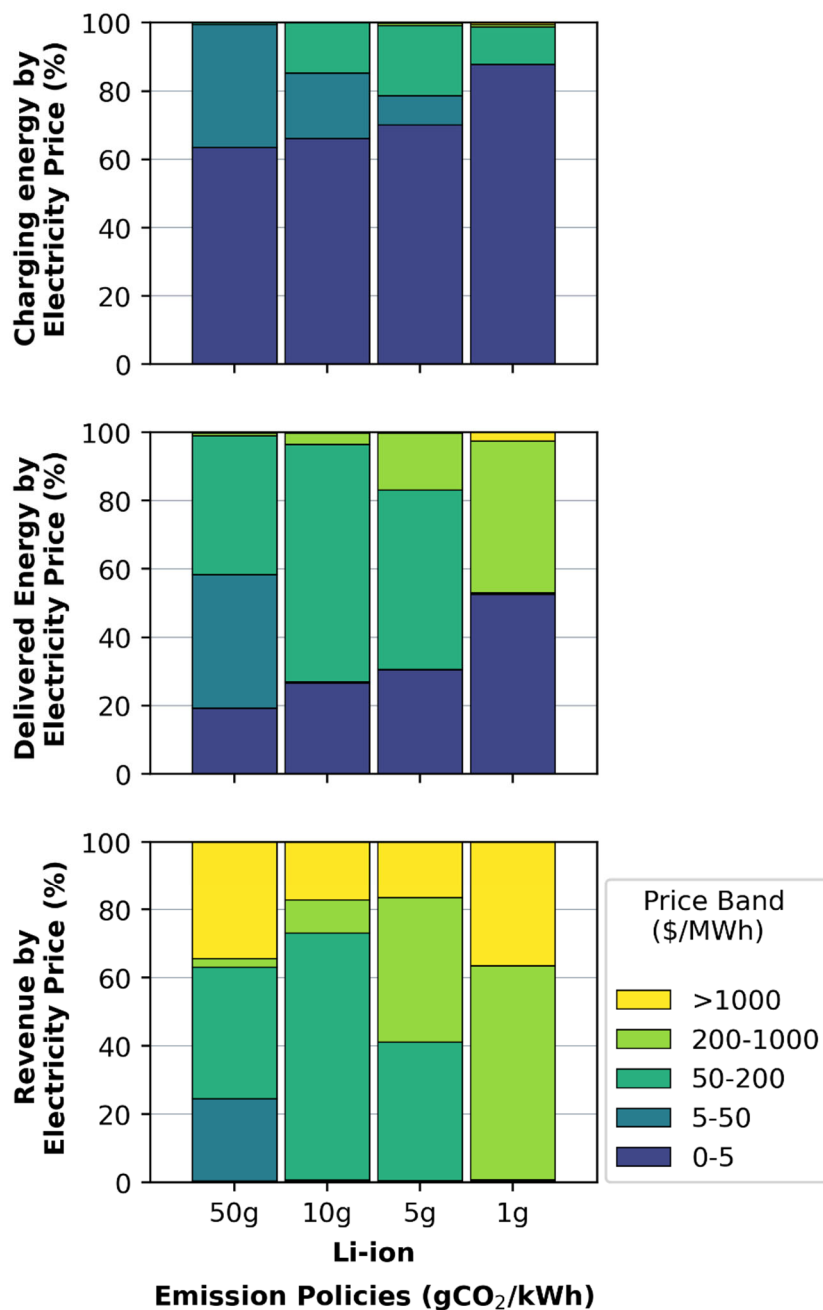 Charging energy by
Electricity Price (%)
100
80
60
40
20
0
Delivered Energy by
Electricity Price (%)
100
80
60
40
20
0
Revenue by
Electricity Price (%)
100
80
60
40
20
0
50g
10g
5g
1g
Li-ion
Emission Policies (gCO₂/kWh)
Price Band
($/MWh)
>1000
200-1000
50-200
5-50
0-5